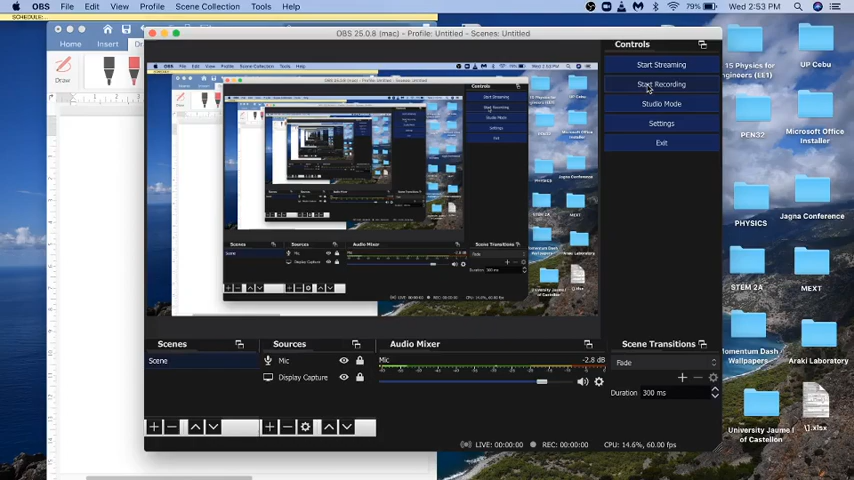 OBS File Edit View Profile Scene Collection Tools Help 79% Wed 2:53 PM
SCHEDULE:
Home Insert
Draw
OBS 25.0.8 (mac) - Profile: Untitled - Scenes: Untitled
Controls
Start Streaming
Start Recording
Studio Mode
Settings
Exit
Scenes
Scene
Sources
Mic
Display Capture
Audio Mixer
Mic -2.8 dB
Scene Transitions
Fade
Duration 300 ms
LIVE: 00:00:00 REC: 00:00:00 CPU: 14.6%, 60.00 fps
15 Physics for
Engineers (EE1)
UP Cebu
PEN32
Microsoft Office
Installer
PHYSICS
Jagna Conference
STEM 2A
MEXT
Momentum Dash
Wallpapers
Araki Laboratory
University Jaume I
of Castellon
\].xlsx